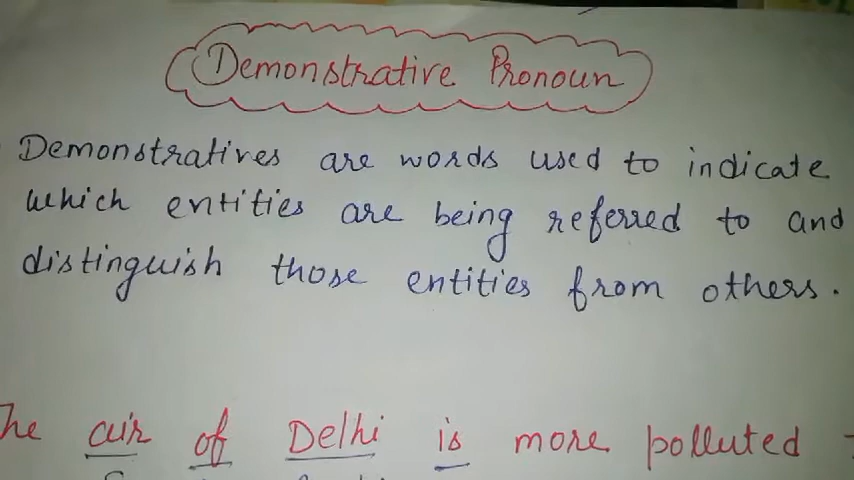 Demonstrative Pronoun
Demonstratives are words used to indicate
which entities are being referred to and
distinguish those entities from others.
The air of Delhi is more polluted